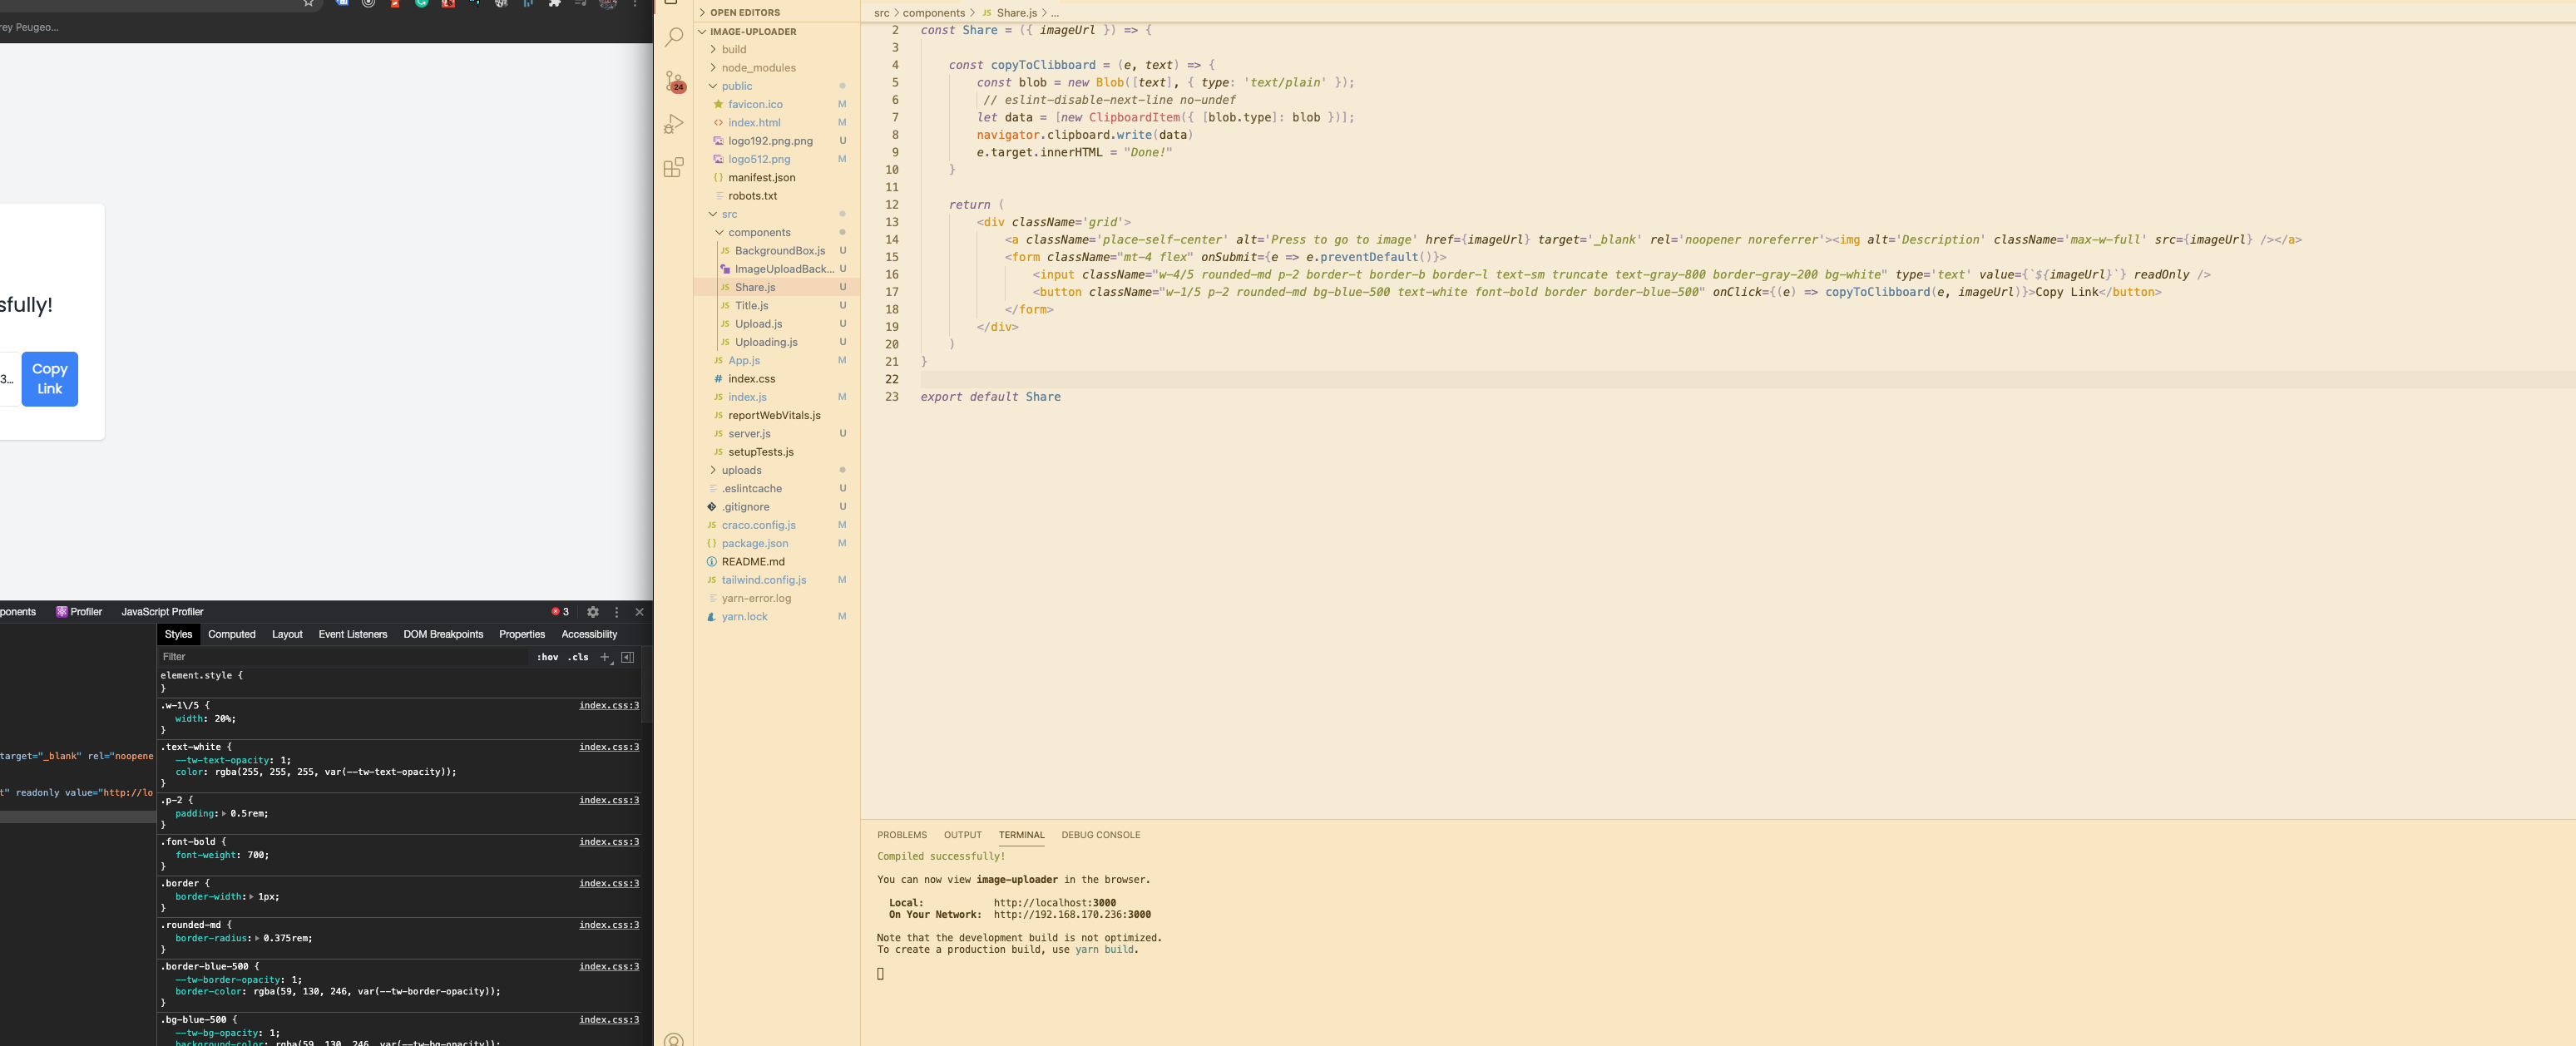 rey Peugeo...
sfully!
3...
Copy
Link
ponents
Profiler
JavaScript Profiler
3
Styles
Computed
Layout
Event Listeners
DOM Breakpoints
Properties
Accessibility
Filter
:hov
.cls
element.style {
}
.w-1\/5 {
index.css:3
width: 20%;
}
.text-white {
index.css:3
--tw-text-opacity: 1;
color: rgba(255, 255, 255, var(--tw-text-opacity));
}
.p-2 {
index.css:3
padding: 0.5rem;
}
.font-bold {
index.css:3
font-weight: 700;
}
.border {
index.css:3
border-width: 1px;
}
.rounded-md {
index.css:3
border-radius: 0.375rem;
}
.border-blue-500 {
index.css:3
--tw-border-opacity: 1;
border-color: rgba(59, 130, 246, var(--tw-border-opacity));
}
.bg-blue-500 {
index.css:3
--tw-bg-opacity: 1;
background-color: rgba(59, 130, 246, var(--tw-bg-opacity));
target="_blank" rel="noopene
t" readonly value="http://lo
24
OPEN EDITORS
IMAGE-UPLOADER
build
node_modules
public
favicon.ico M
index.html M
logo192.png.png U
logo512.png M
manifest.json
robots.txt
src
components
BackgroundBox.js U
ImageUploadBack... U
Share.js U
Title.js U
Upload.js U
Uploading.js U
App.js M
index.css
index.js M
reportWebVitals.js
server.js U
setupTests.js
uploads
.eslintcache U
.gitignore U
craco.config.js M
package.json M
README.md
tailwind.config.js M
yarn-error.log
yarn.lock M
src > components > JS Share.js > ...
2 const Share = ({ imageUrl }) => {
3
4 const copyToClibboard = (e, text) => {
5 const blob = new Blob([text], { type: 'text/plain' });
6 // eslint-disable-next-line no-undef
7 let data = [new ClipboardItem({ [blob.type]: blob })];
8 navigator.clipboard.write(data)
9 e.target.innerHTML = "Done!"
10 }
11
12 return (
13 <div className='grid'>
14 <a className='place-self-center' alt='Press to go to image' href={imageUrl} target='_blank' rel='noopener noreferrer'><img alt='Description' className='max-w-full' src={imageUrl} /></a>
15 <form className="mt-4 flex" onSubmit={e => e.preventDefault()}>
16 <input className="w-4/5 rounded-md p-2 border-t border-b border-l text-sm truncate text-gray-800 border-gray-200 bg-white" type='text' value={`${imageUrl}`} readOnly />
17 <button className="w-1/5 p-2 rounded-md bg-blue-500 text-white font-bold border border-blue-500" onClick={(e) => copyToClibboard(e, imageUrl)}>Copy Link</button>
18 </form>
19 </div>
20 )
21 }
22
23 export default Share
PROBLEMS
OUTPUT
TERMINAL
DEBUG CONSOLE
Compiled successfully!
You can now view image-uploader in the browser.
Local: http://localhost:3000
On Your Network: http://192.168.170.236:3000
Note that the development build is not optimized.
To create a production build, use yarn build.